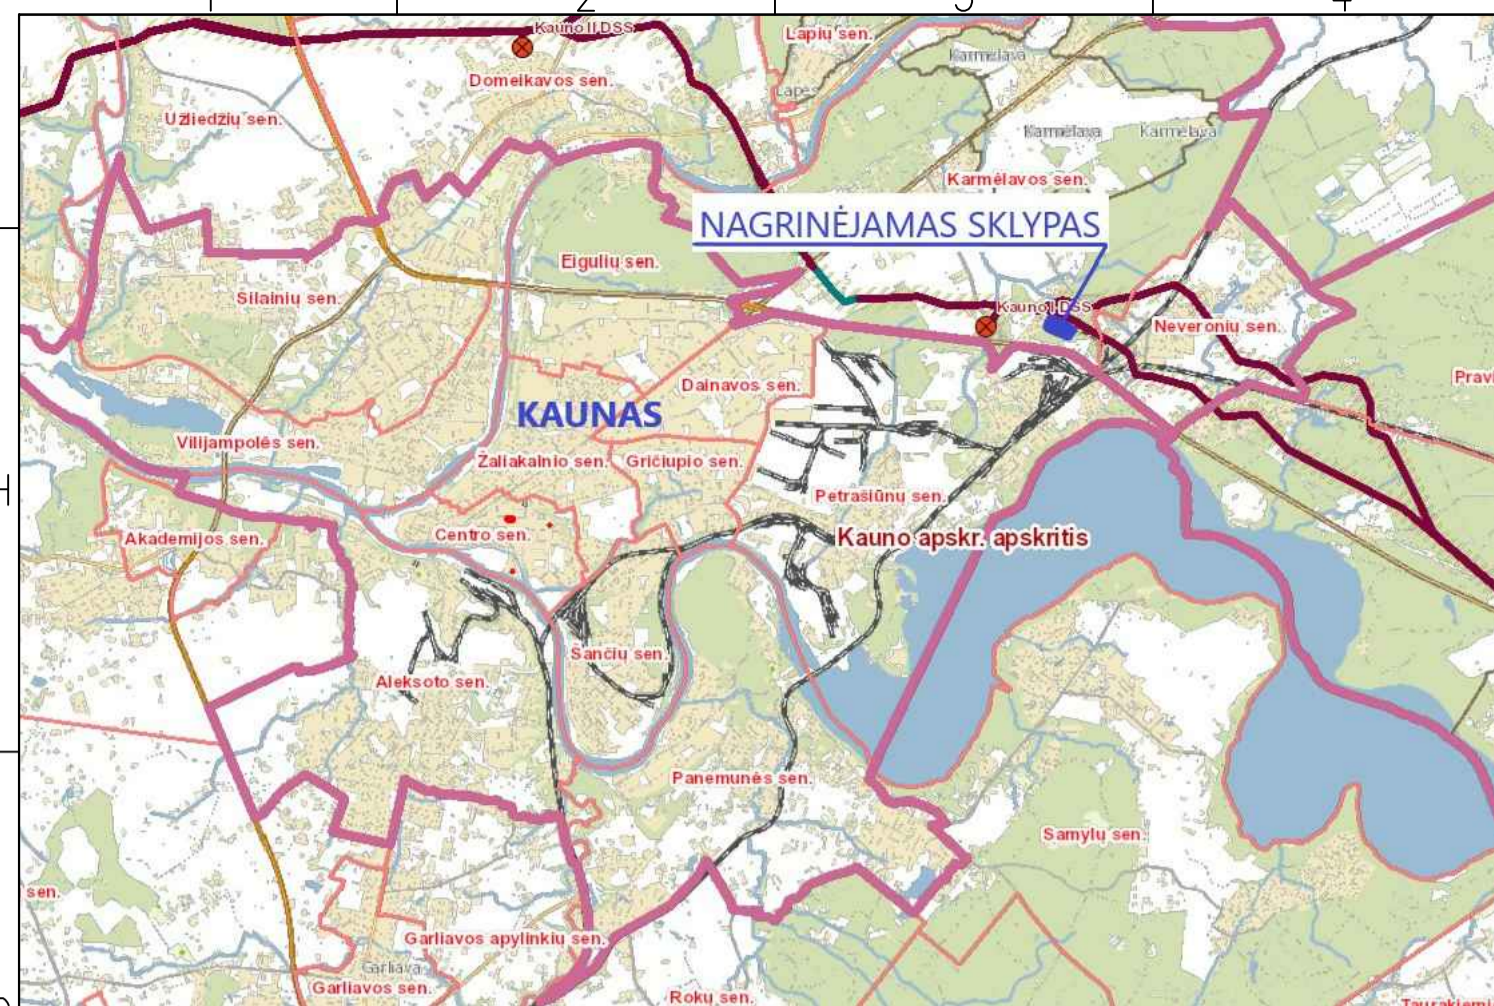 2
Kauno II DSS
Lapių sen.
Karmėlava
Domeikavos sen.
Lapės
Užliedžių sen.
Karmėlava
Karmėlava
Karmėlavos sen.
NAGRINĖJAMAS SKLYPAS
Eigulių sen.
Šilainių sen.
Kauno I DSS
Neveronių sen.
Dainavos sen.
KAUNAS
Vilijampolės sen.
Žaliakalnio sen.
Gričiupio sen.
Petrašiūnų sen.
Akademijos sen.
Centro sen.
Kauno apskr. apskritis
Šančių sen.
Aleksoto sen.
Panemunės sen.
Samylų sen.
sen.
Garliavos apylinkių sen.
Garliava
Garliavos sen.
Rokų sen.